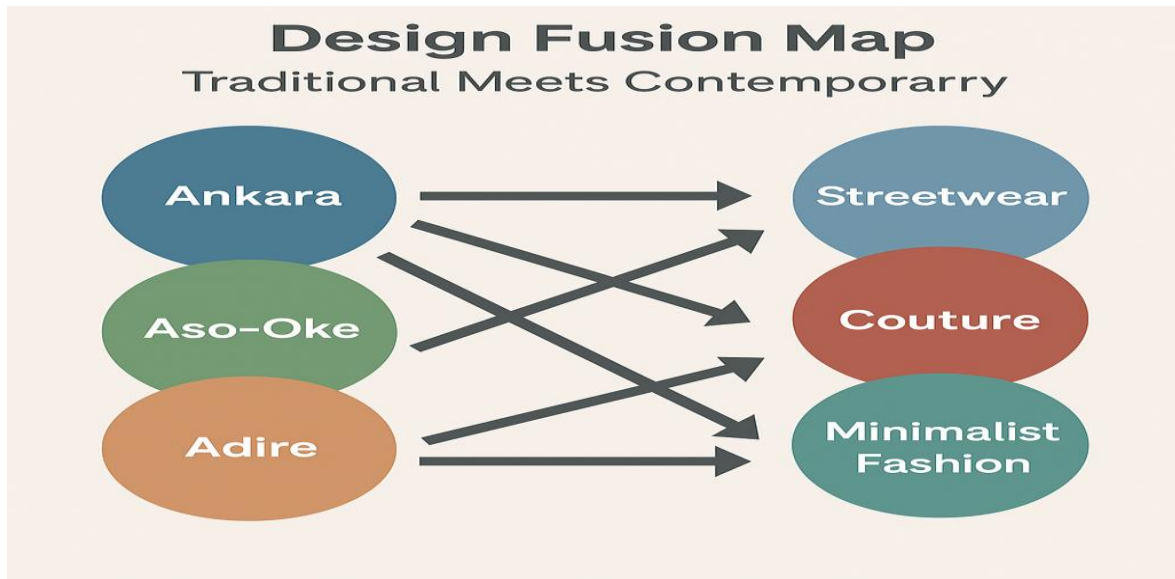 Design Fusion Map
Traditional Meets Contemporarry
Ankara
Streetwear
Aso-Oke
Couture
Adire
Minimalist
Fashion